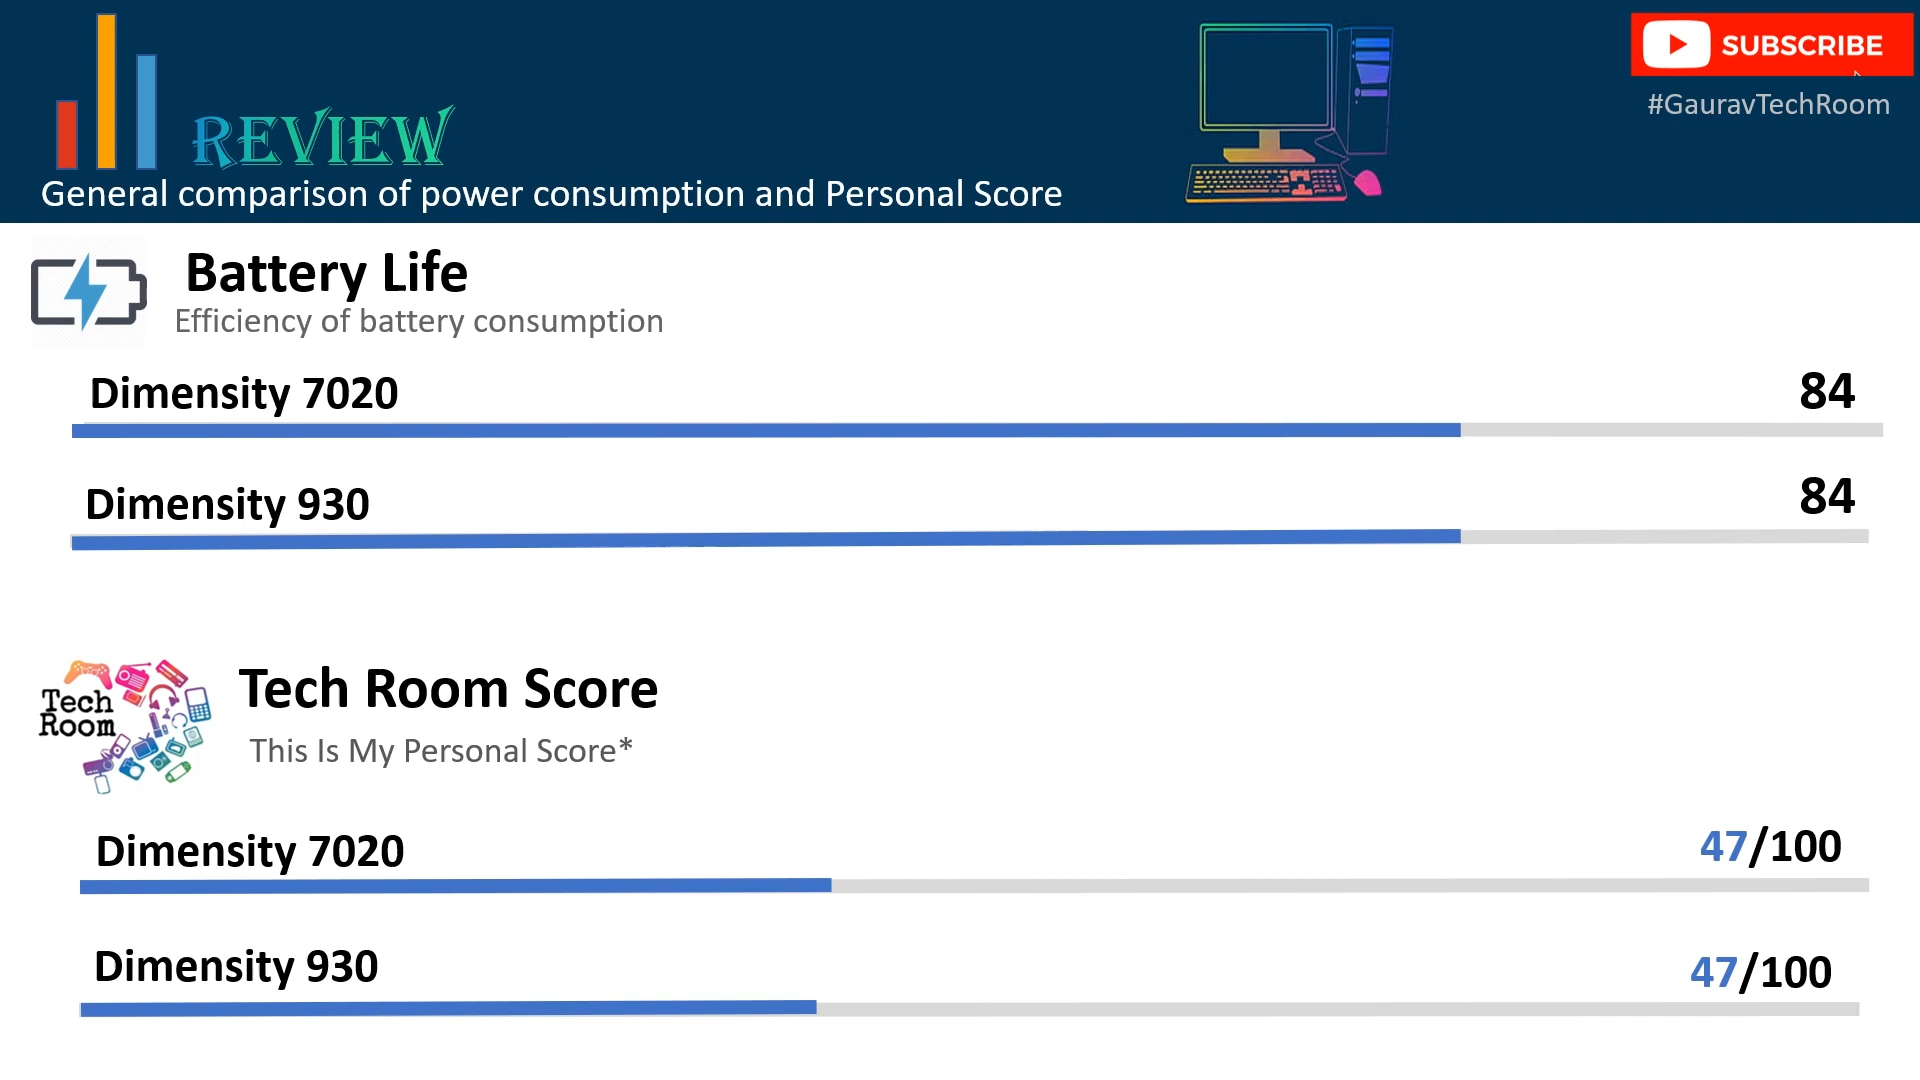 REVIEW
General comparison of power consumption and Personal Score
SUBSCRIBE
#GauravTechRoom
Battery Life
Efficiency of battery consumption
Dimensity 7020
84
Dimensity 930
84
Tech
Room
Tech Room Score
This Is My Personal Score*
Dimensity 7020
47/100
Dimensity 930
47/100